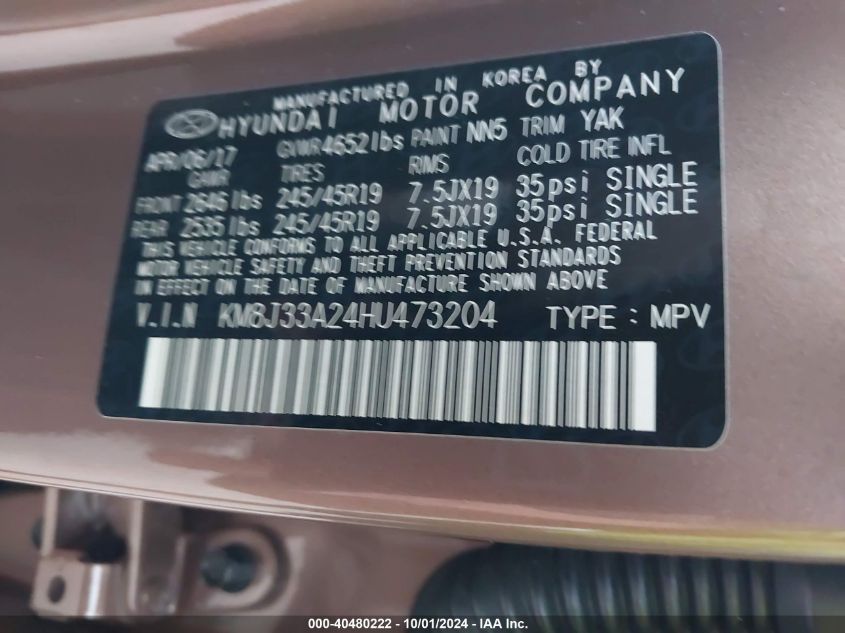 MANUFACTURED IN KOREA BY
HYUNDAI MOTOR COMPANY
APR/06/17 GVWR 4652 lbs PAINT NN5 TRIM YAK
GAWR TIRES RIMS COLD TIRE INFL
FRONT 2646 lbs 245/45R19 7.5JX19 35psi SINGLE
REAR 2535 lbs 245/45R19 7.5JX19 35psi SINGLE
THIS VEHICLE CONFORMS TO ALL APPLICABLE U.S.A. FEDERAL
MOTOR VEHICLE SAFETY AND THEFT PREVENTION STANDARDS
IN EFFECT ON THE DATE OF MANUFACTURE SHOWN ABOVE
V.I.N KM8J33A24HU473204 TYPE : MPV
000-40480222 - 10/01/2024 - IAA Inc.